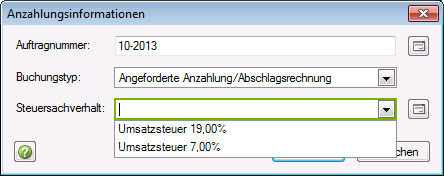 Anzahlungsinformationen
Auftragnummer: 10-2013
Buchungstyp: Angeforderte Anzahlung/Abschlagsrechnung
Steuersachverhalt:
Umsatzsteuer 19,00%
Umsatzsteuer 7,00%